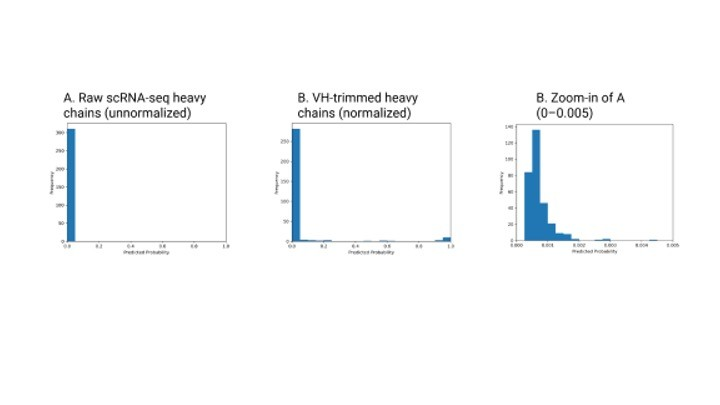 A. Raw scRNA-seq heavy
chains (unnormalized)
300
250
200
150
100
50
0
Frequency
0.0 0.2 0.4 0.6 0.8 1.0
Predicted Probability
B. VH-trimmed heavy
chains (normalized)
250
200
150
100
50
0
Frequency
0.0 0.2 0.4 0.6 0.8 1.0
Predicted Probability
B. Zoom-in of A
(0–0.005)
140
120
100
80
60
40
20
0
Frequency
0.000 0.001 0.002 0.003 0.004 0.005
Predicted Probability